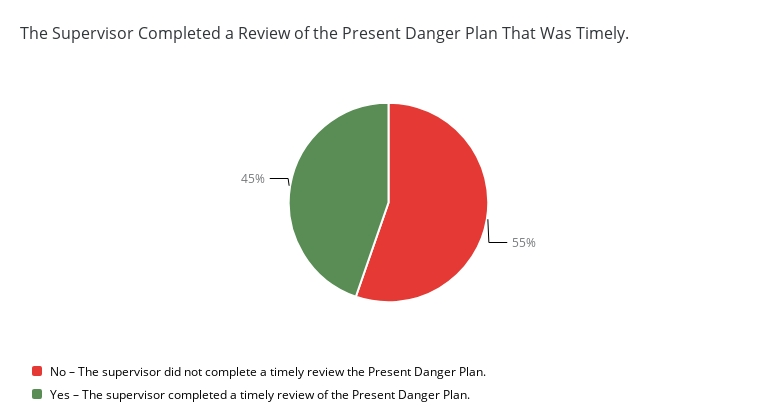 The Supervisor Completed a Review of the Present Danger Plan That Was Timely.
45%
55%
No – The supervisor did not complete a timely review the Present Danger Plan.
Yes – The supervisor completed a timely review of the Present Danger Plan.